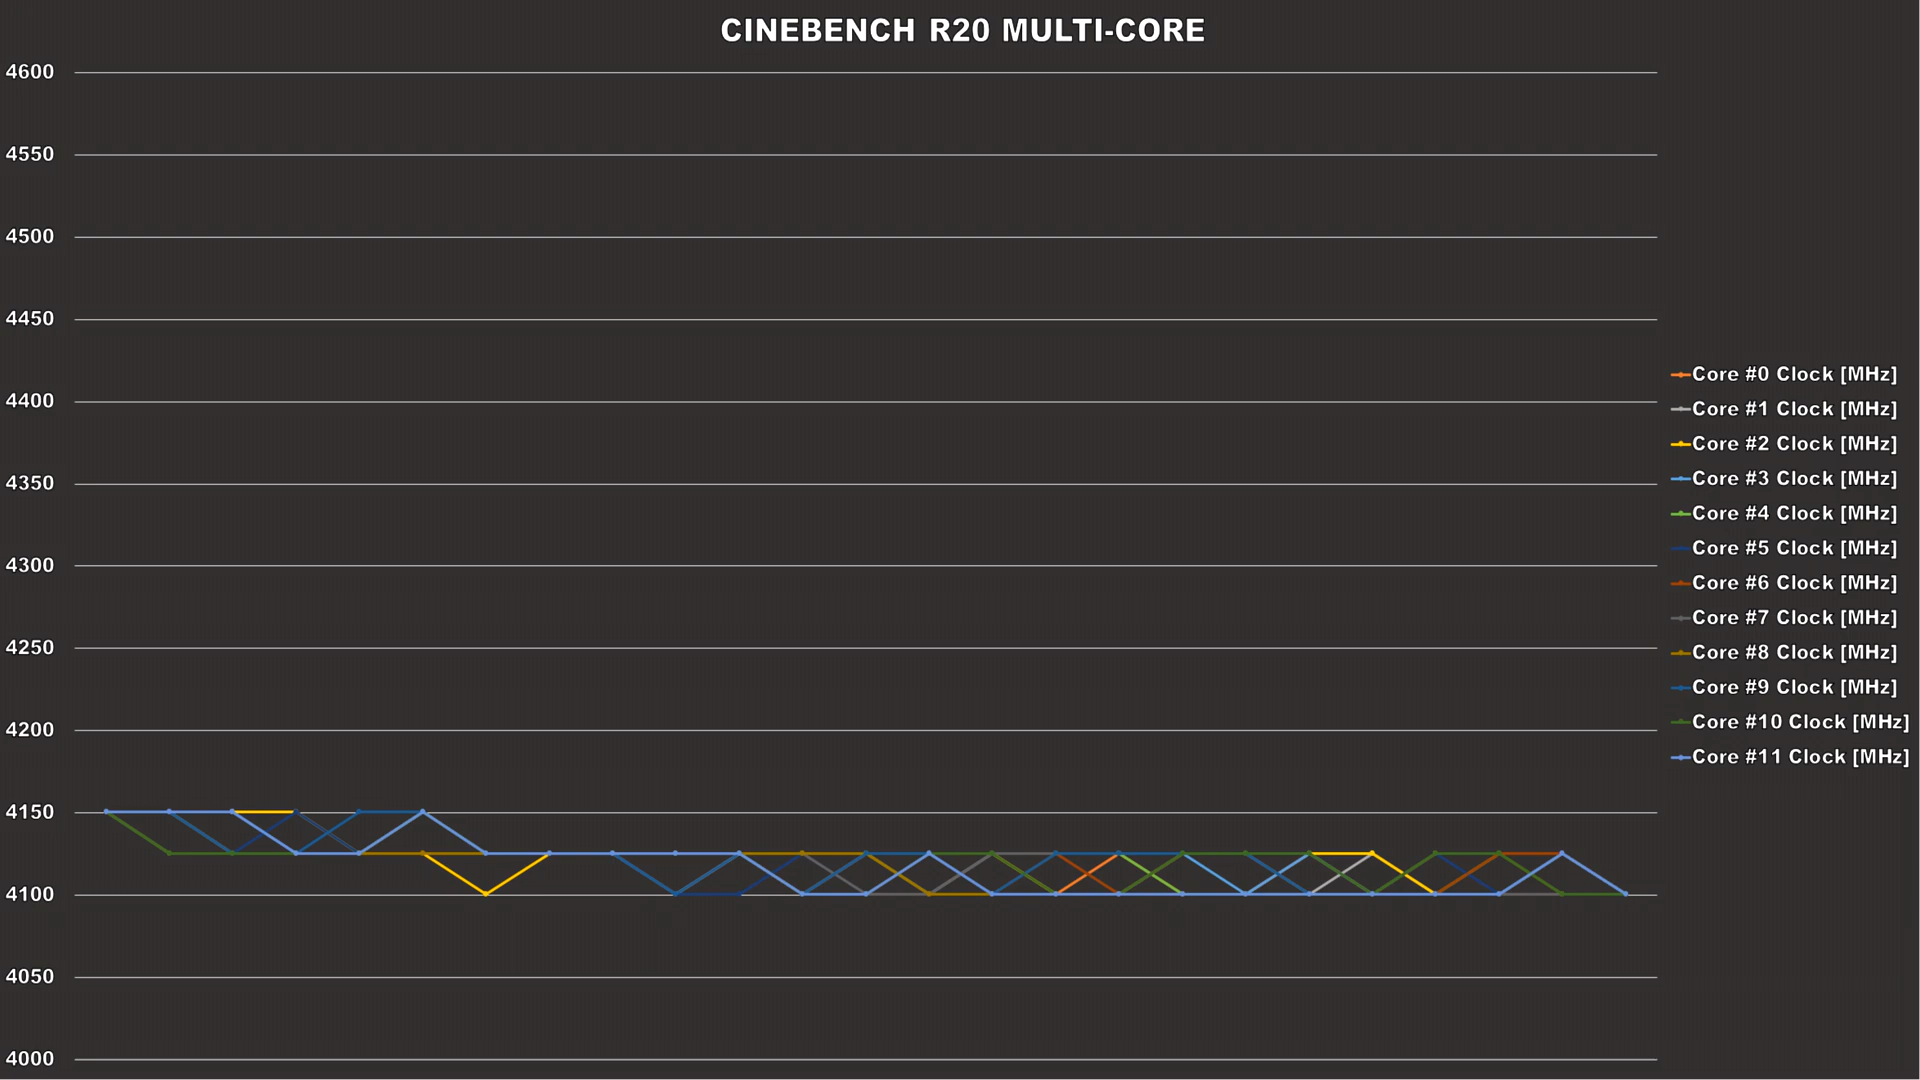 CINEBENCH R20 MULTI-CORE
4600
4550
4500
4450
4400
4350
4300
4250
4200
4150
4100
4050
4000
Core #0 Clock [MHz]
Core #1 Clock [MHz]
Core #2 Clock [MHz]
Core #3 Clock [MHz]
Core #4 Clock [MHz]
Core #5 Clock [MHz]
Core #6 Clock [MHz]
Core #7 Clock [MHz]
Core #8 Clock [MHz]
Core #9 Clock [MHz]
Core #10 Clock [MHz]
Core #11 Clock [MHz]